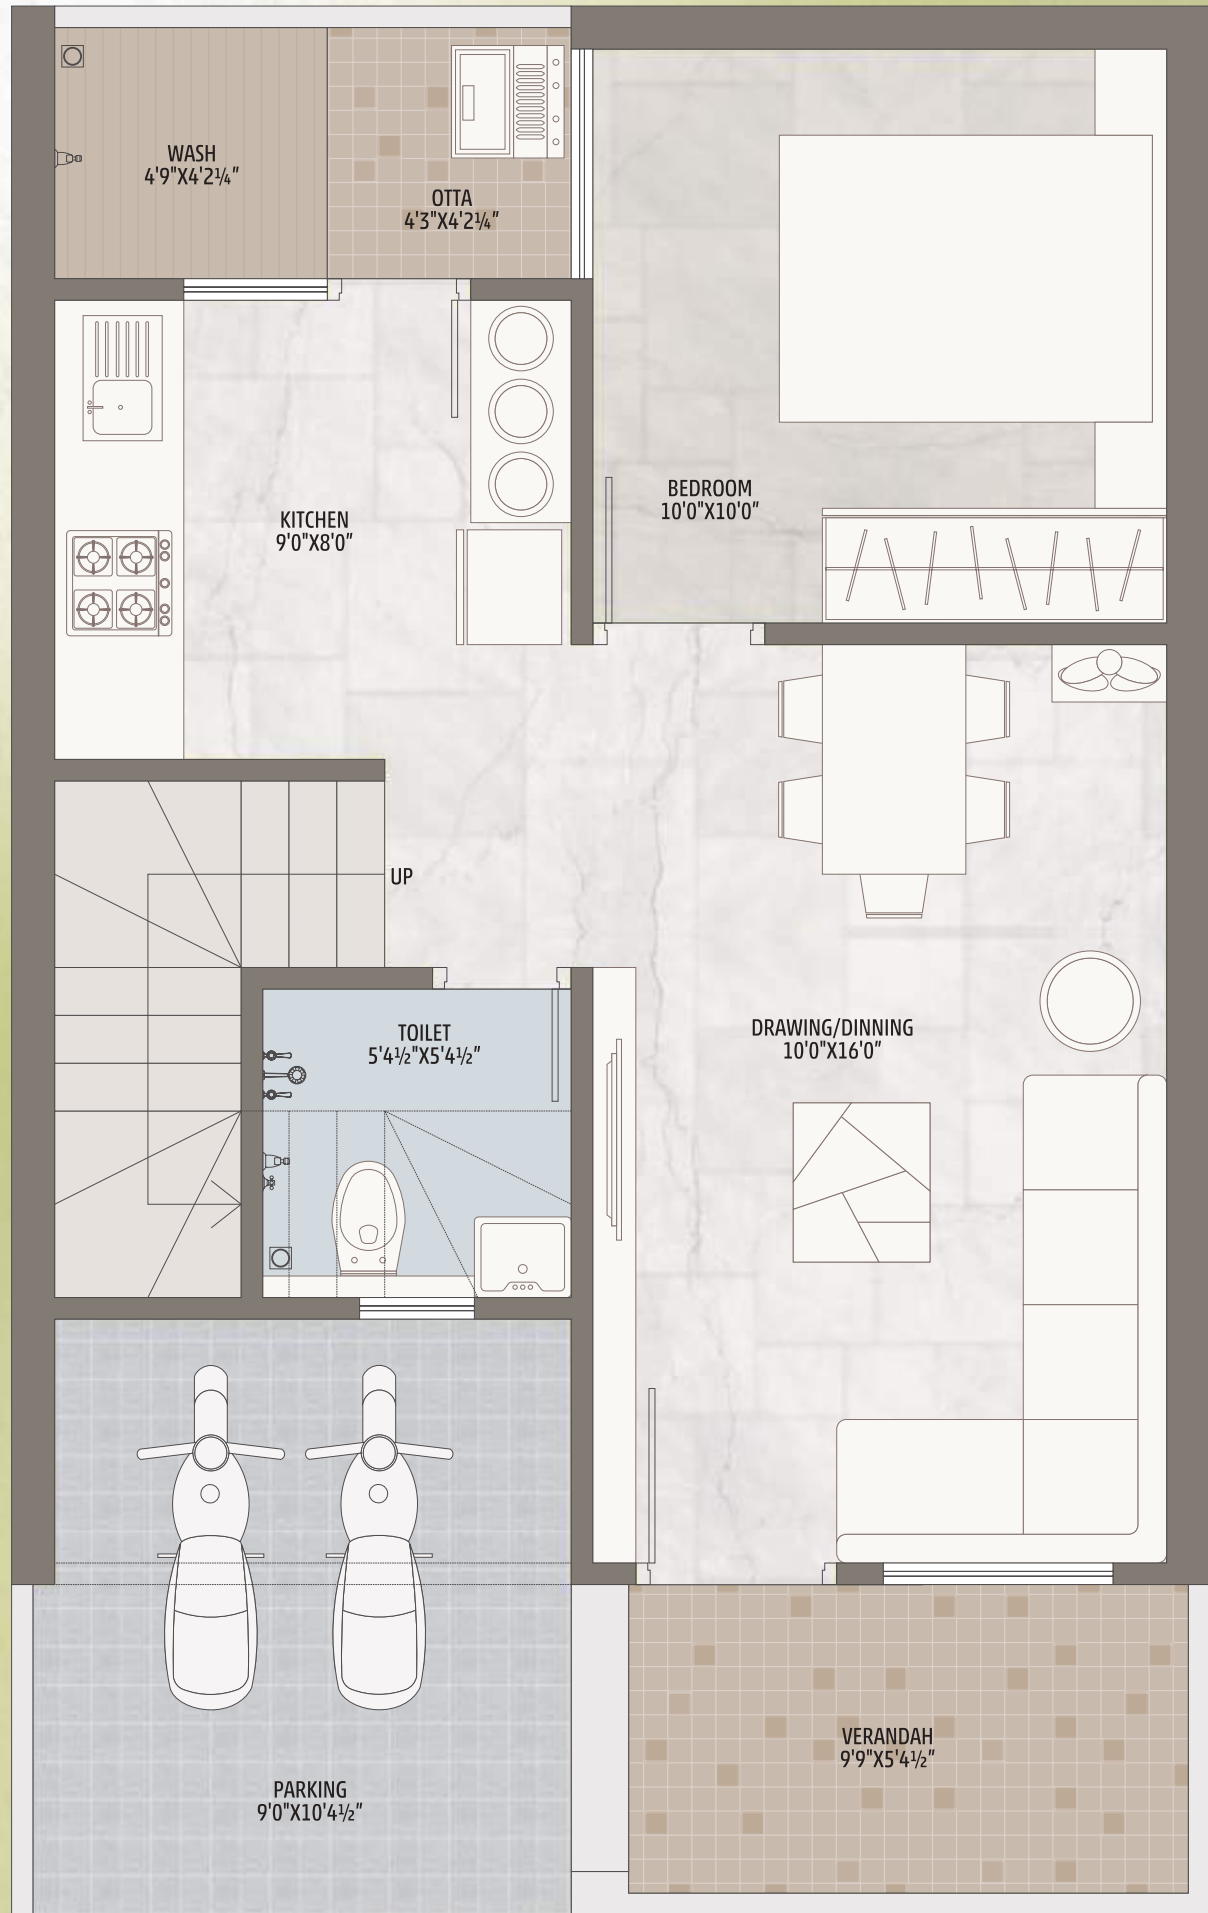 WASH
4'9"X4'2¼"
OTTA
4'3"X4'2¼"
BEDROOM
10'0"X10'0"
KITCHEN
9'0"X8'0"
UP
TOILET
5'4½"X5'4½"
DRAWING/DINNING
10'0"X16'0"
VERANDAH
9'9"X5'4½"
PARKING
9'0"X10'4½"